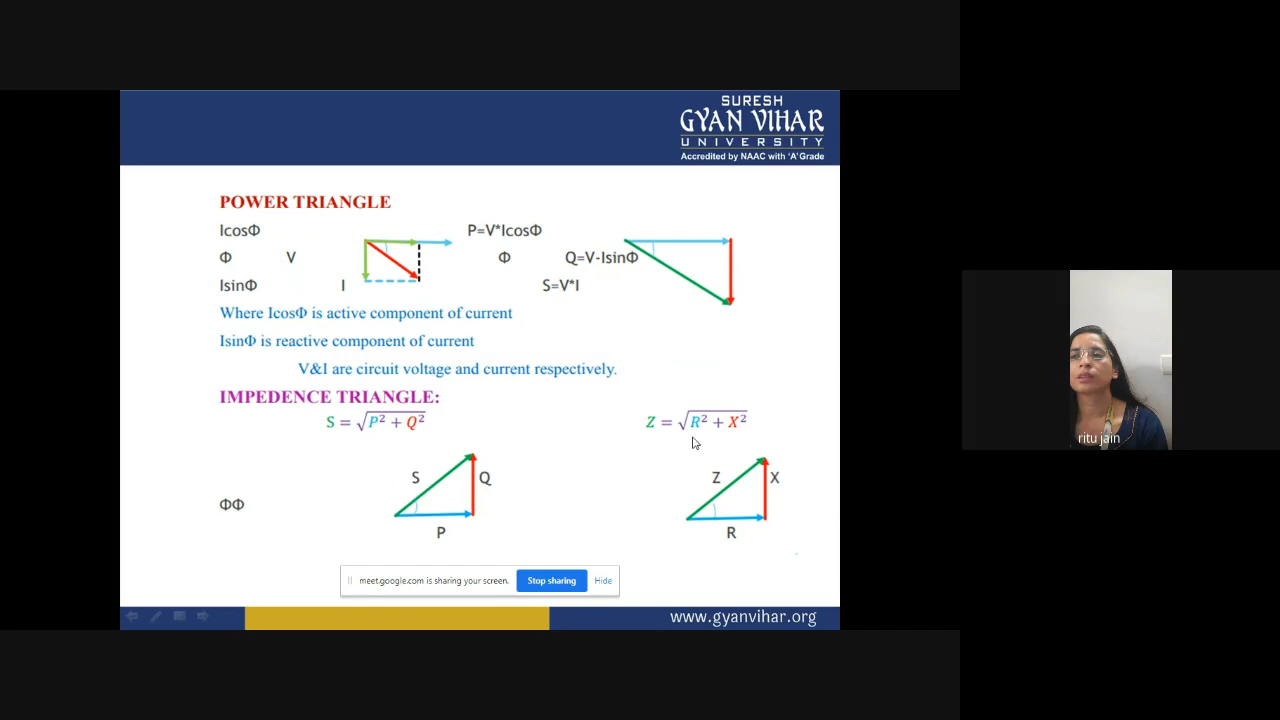 SURESH
GYAN VIHAR
UNIVERSITY
Accredited by NAAC with 'A' Grade
POWER TRIANGLE
IcosΦ P=V*IcosΦ
Φ V Φ Q=V-IsinΦ
IsinΦ I S=V*I
Where IcosΦ is active component of current
IsinΦ is reactive component of current
V&I are circuit voltage and current respectively.
IMPEDENCE TRIANGLE:
S = √P² + Q² Z = √R² + X²
S Q Z X
ΦΦ
P R
meet.google.com is sharing your screen. Stop sharing Hide
www.gyanvihar.org
ritu jain